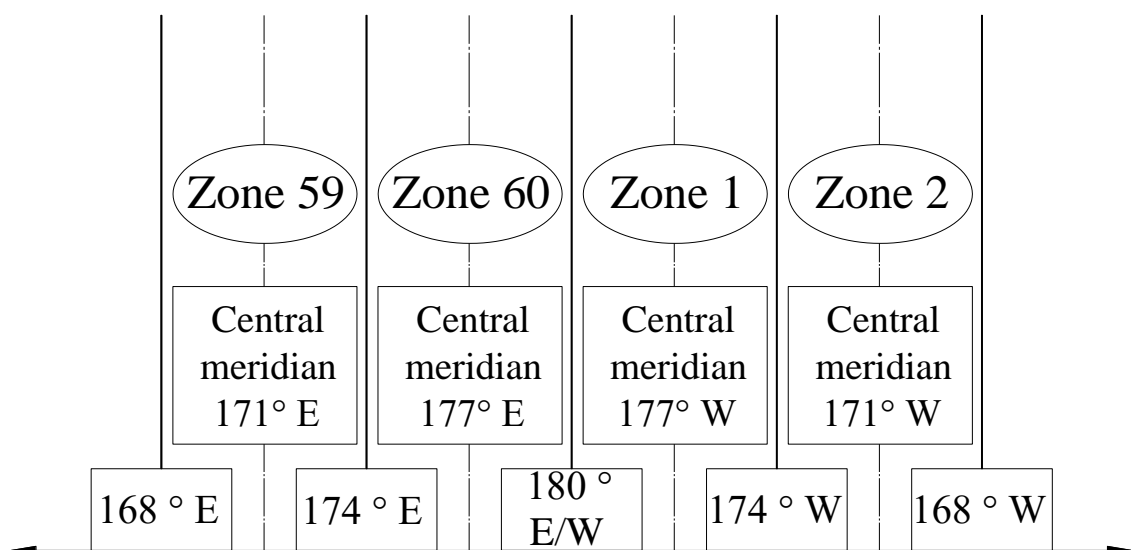 Zone 59
Zone 60
Zone 1
Zone 2
Central
meridian
171° E
Central
meridian
177° E
Central
meridian
177° W
Central
meridian
171° W
168 ° E
174 ° E
180 °
E/W
174 ° W
168 ° W